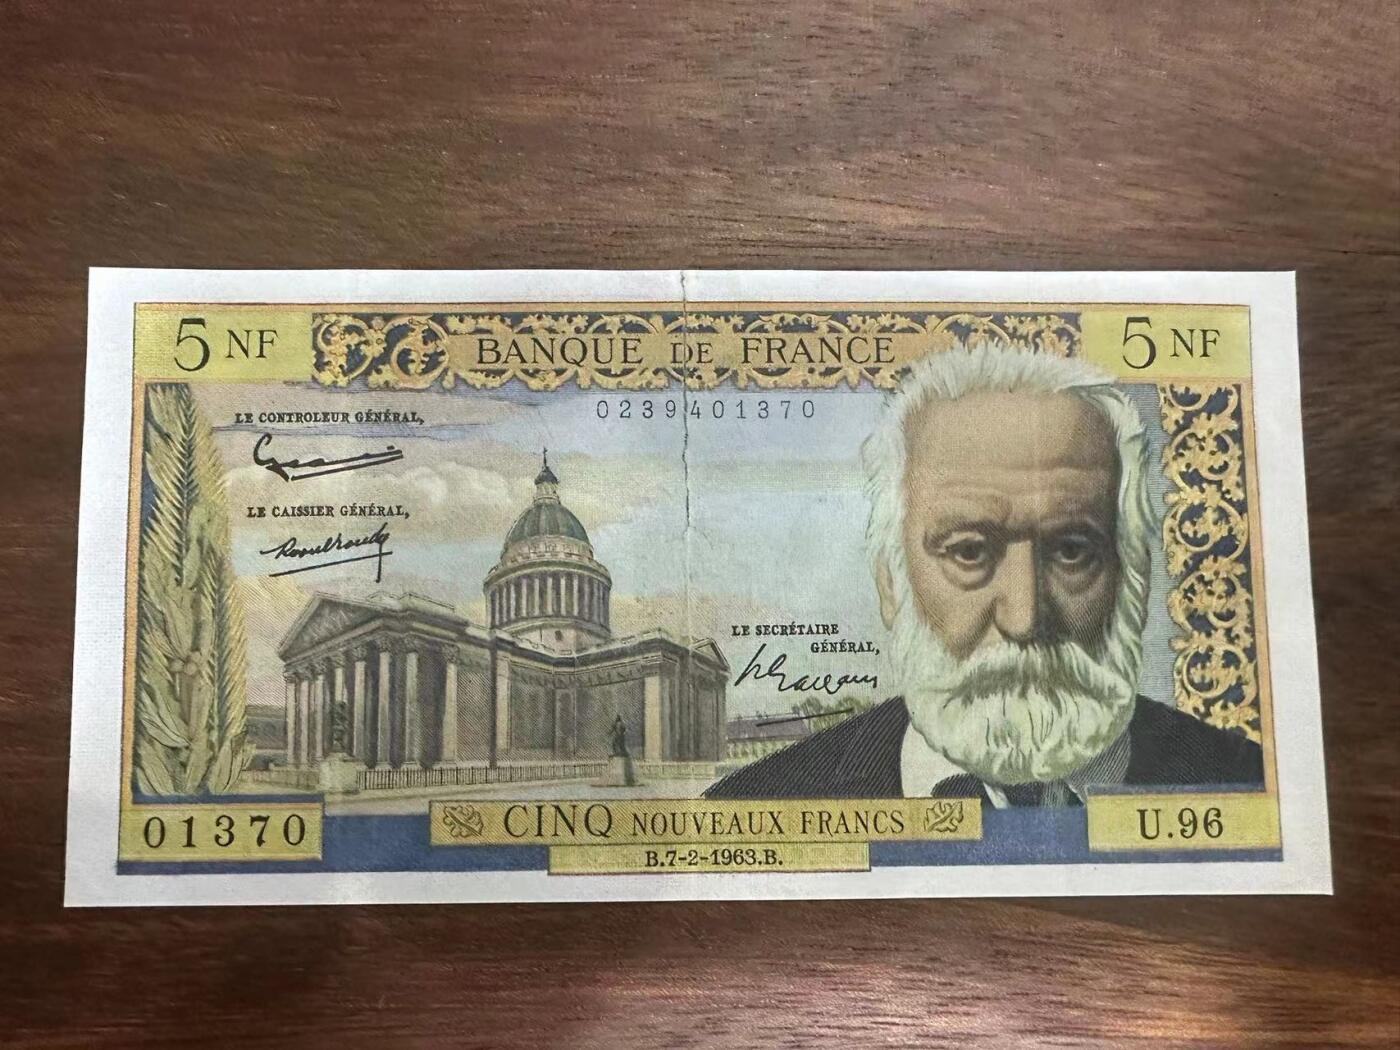 5 NF
BANQUE DE FRANCE
5 NF
0239401370
LE CONTROLEUR GÉNÉRAL,
LE CAISSIER GÉNÉRAL,
LE SECRÉTAIRE
GÉNÉRAL,
01370
CINQ NOUVEAUX FRANCS
U.96
B.7-2-1963.B.